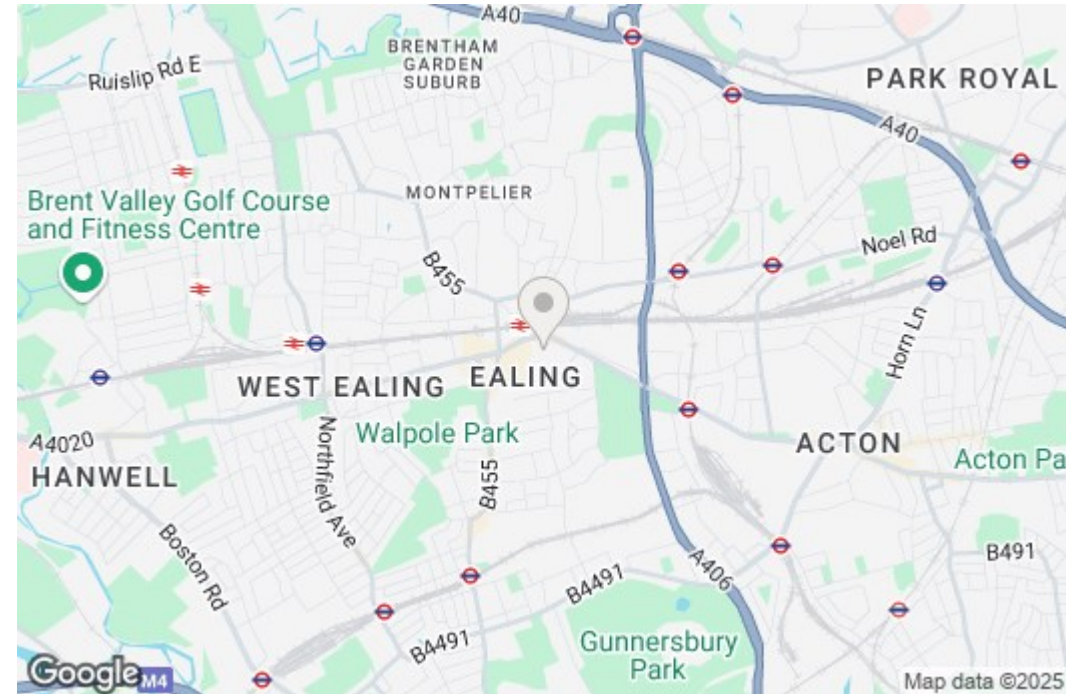 A40
BRENTHAM
GARDEN
SUBURB
Ruislip Rd E
PARK ROYAL
A40
Brent Valley Golf Course
and Fitness Centre
MONTPELIER
B455
Noel Rd
Horn Ln
WEST EALING
EALING
Walpole Park
A4020
HANWELL
Northfield Ave
B455
ACTON
Acton Pa
Boston Rd
A406
B491
B4491
B4491
Gunnersbury
Park
Google
M4
Map data ©2025